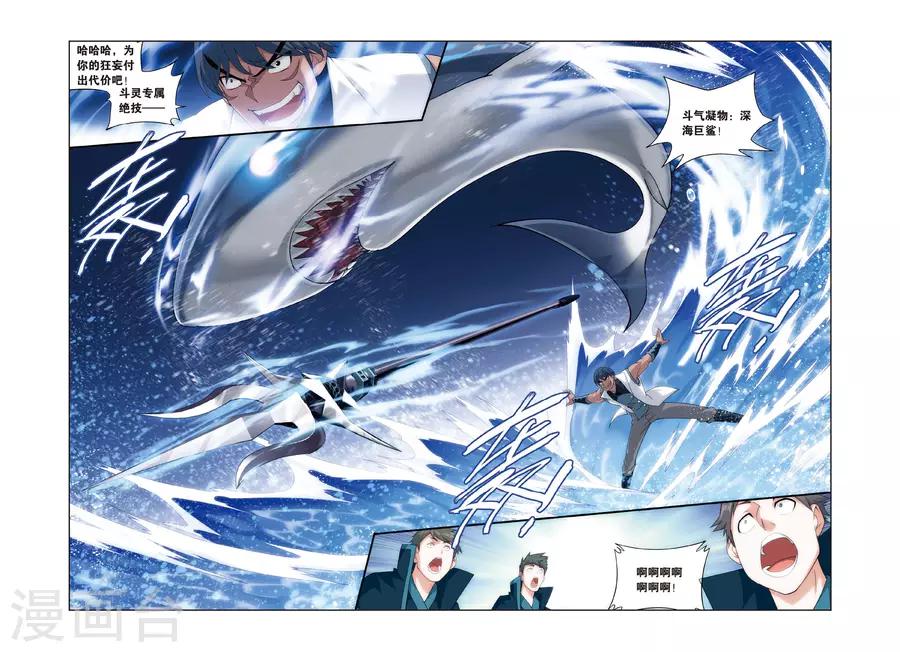 哈哈哈，为
你的狂妄付
出代价吧！
斗灵专属
绝技——
斗气凝物：深
海巨鲨！
轰！
轰！
轰！
啊啊啊啊
啊啊啊！
漫画台